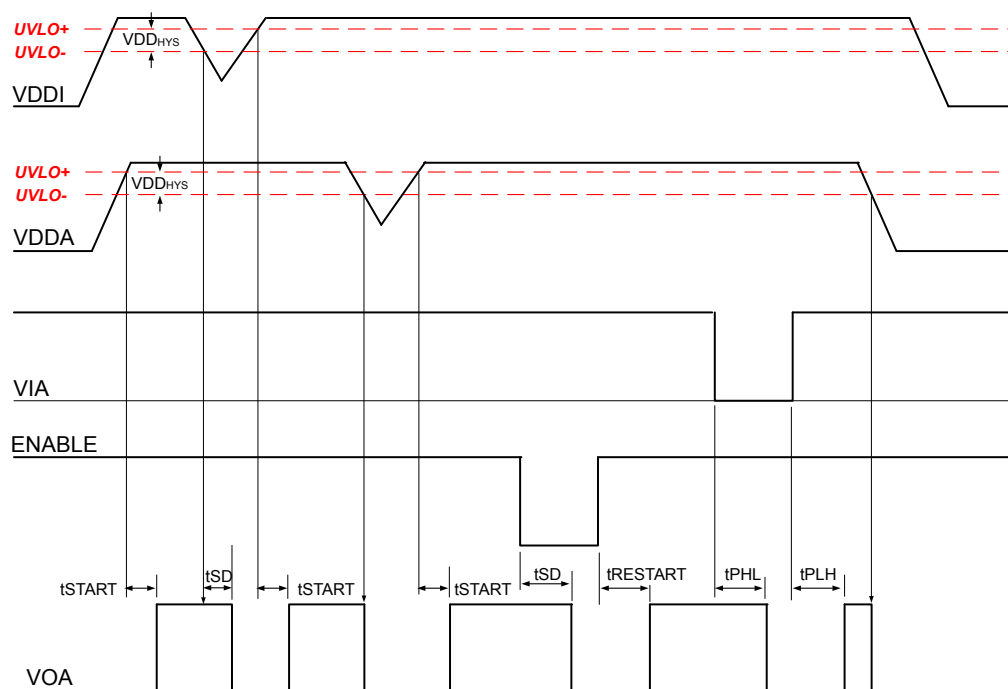 UVLO+
VDDHYS
UVLO-
VDDI
UVLO+
VDDHYS
UVLO-
VDDA
VIA
ENABLE
tSTART
tSD
tSTART
tSTART
tSD
tRESTART
tPHL
tPLH
VOA